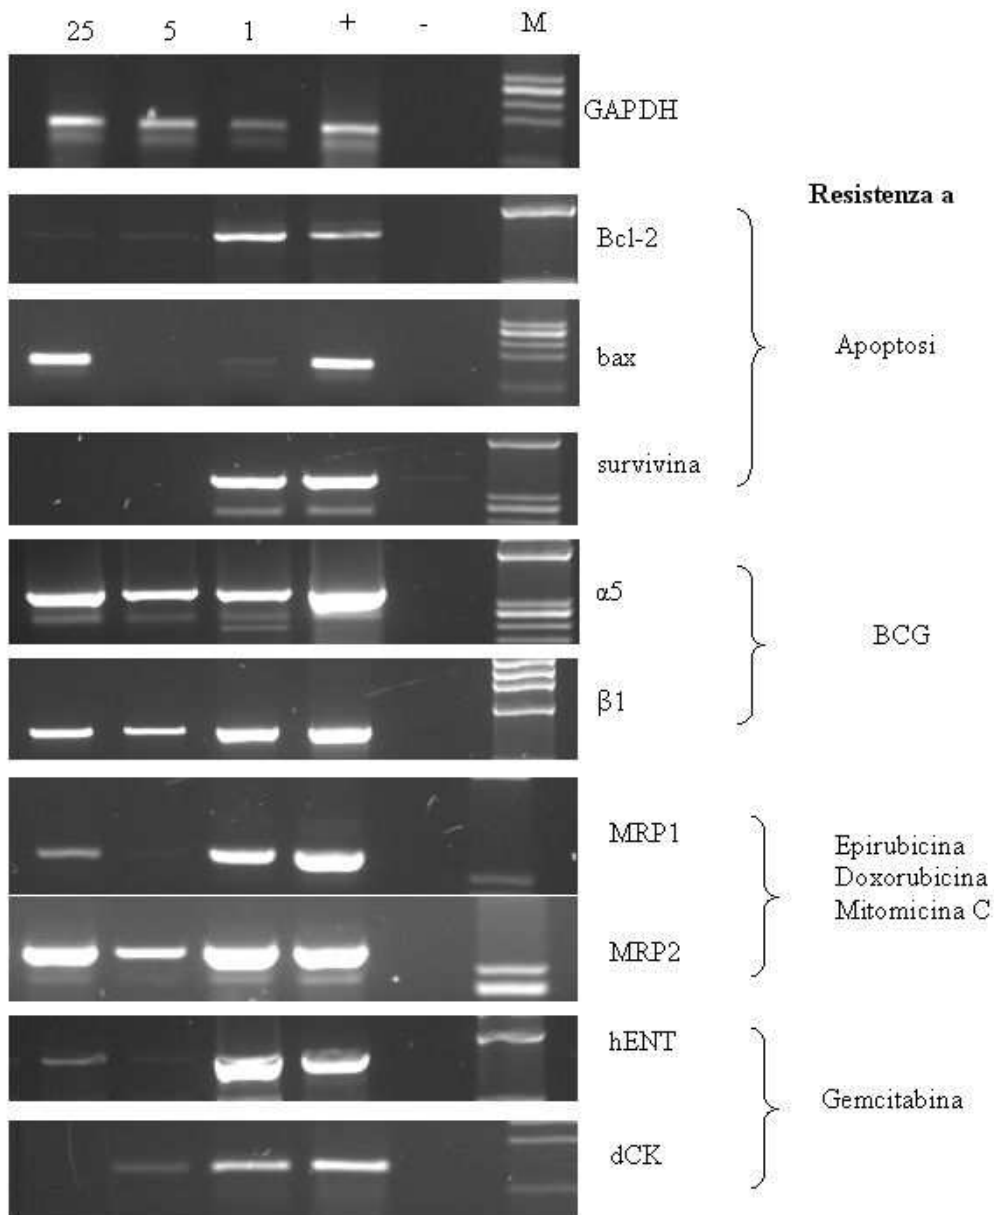 25 5 1 + - M
GAPDH
Resistenza a
Bcl-2
bax
Apoptosi
survivina
α5
BCG
β1
MRP1
Epirubicina
Doxorubicina
Mitomicina C
MRP2
hENT
Gemcitabina
dCK